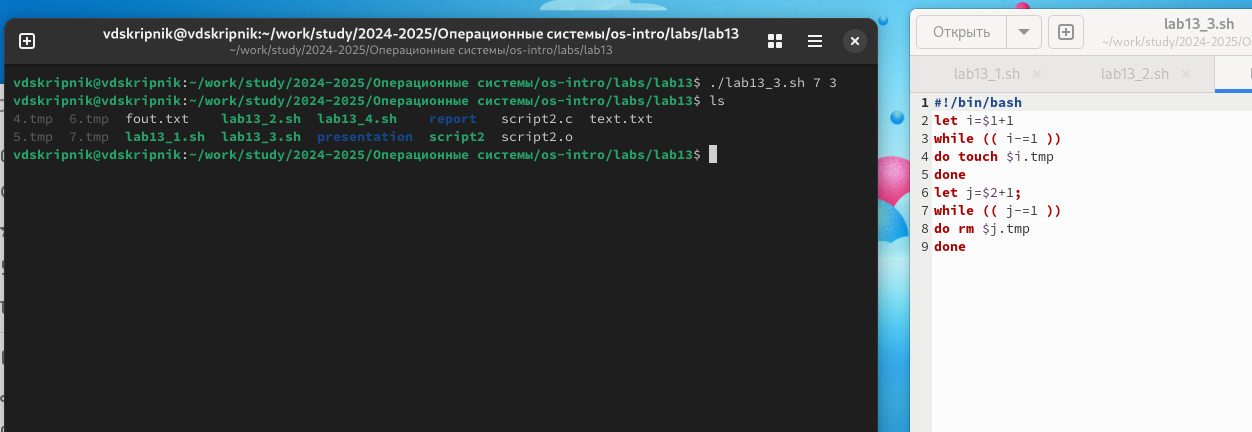 vdskripnik@vdskripnik:~/work/study/2024-2025/Операционные системы/os-intro/labs/lab13
~/work/study/2024-2025/Операционные системы/os-intro/labs/lab13
vdskripnik@vdskripnik:~/work/study/2024-2025/Операционные системы/os-intro/labs/lab13$ ./lab13_3.sh 7 3
vdskripnik@vdskripnik:~/work/study/2024-2025/Операционные системы/os-intro/labs/lab13$ ls
4.tmp 6.tmp fout.txt lab13_2.sh lab13_4.sh report script2.c text.txt
5.tmp 7.tmp lab13_1.sh lab13_3.sh presentation script2 script2.o
vdskripnik@vdskripnik:~/work/study/2024-2025/Операционные системы/os-intro/labs/lab13$
Открыть
lab13_3.sh
~/work/study/2024-2025/О
lab13_1.sh × lab13_2.sh ×
1 #!/bin/bash
2 let i=$1+1
3 while (( i-=1 ))
4 do touch $i.tmp
5 done
6 let j=$2+1;
7 while (( j-=1 ))
8 do rm $j.tmp
9 done